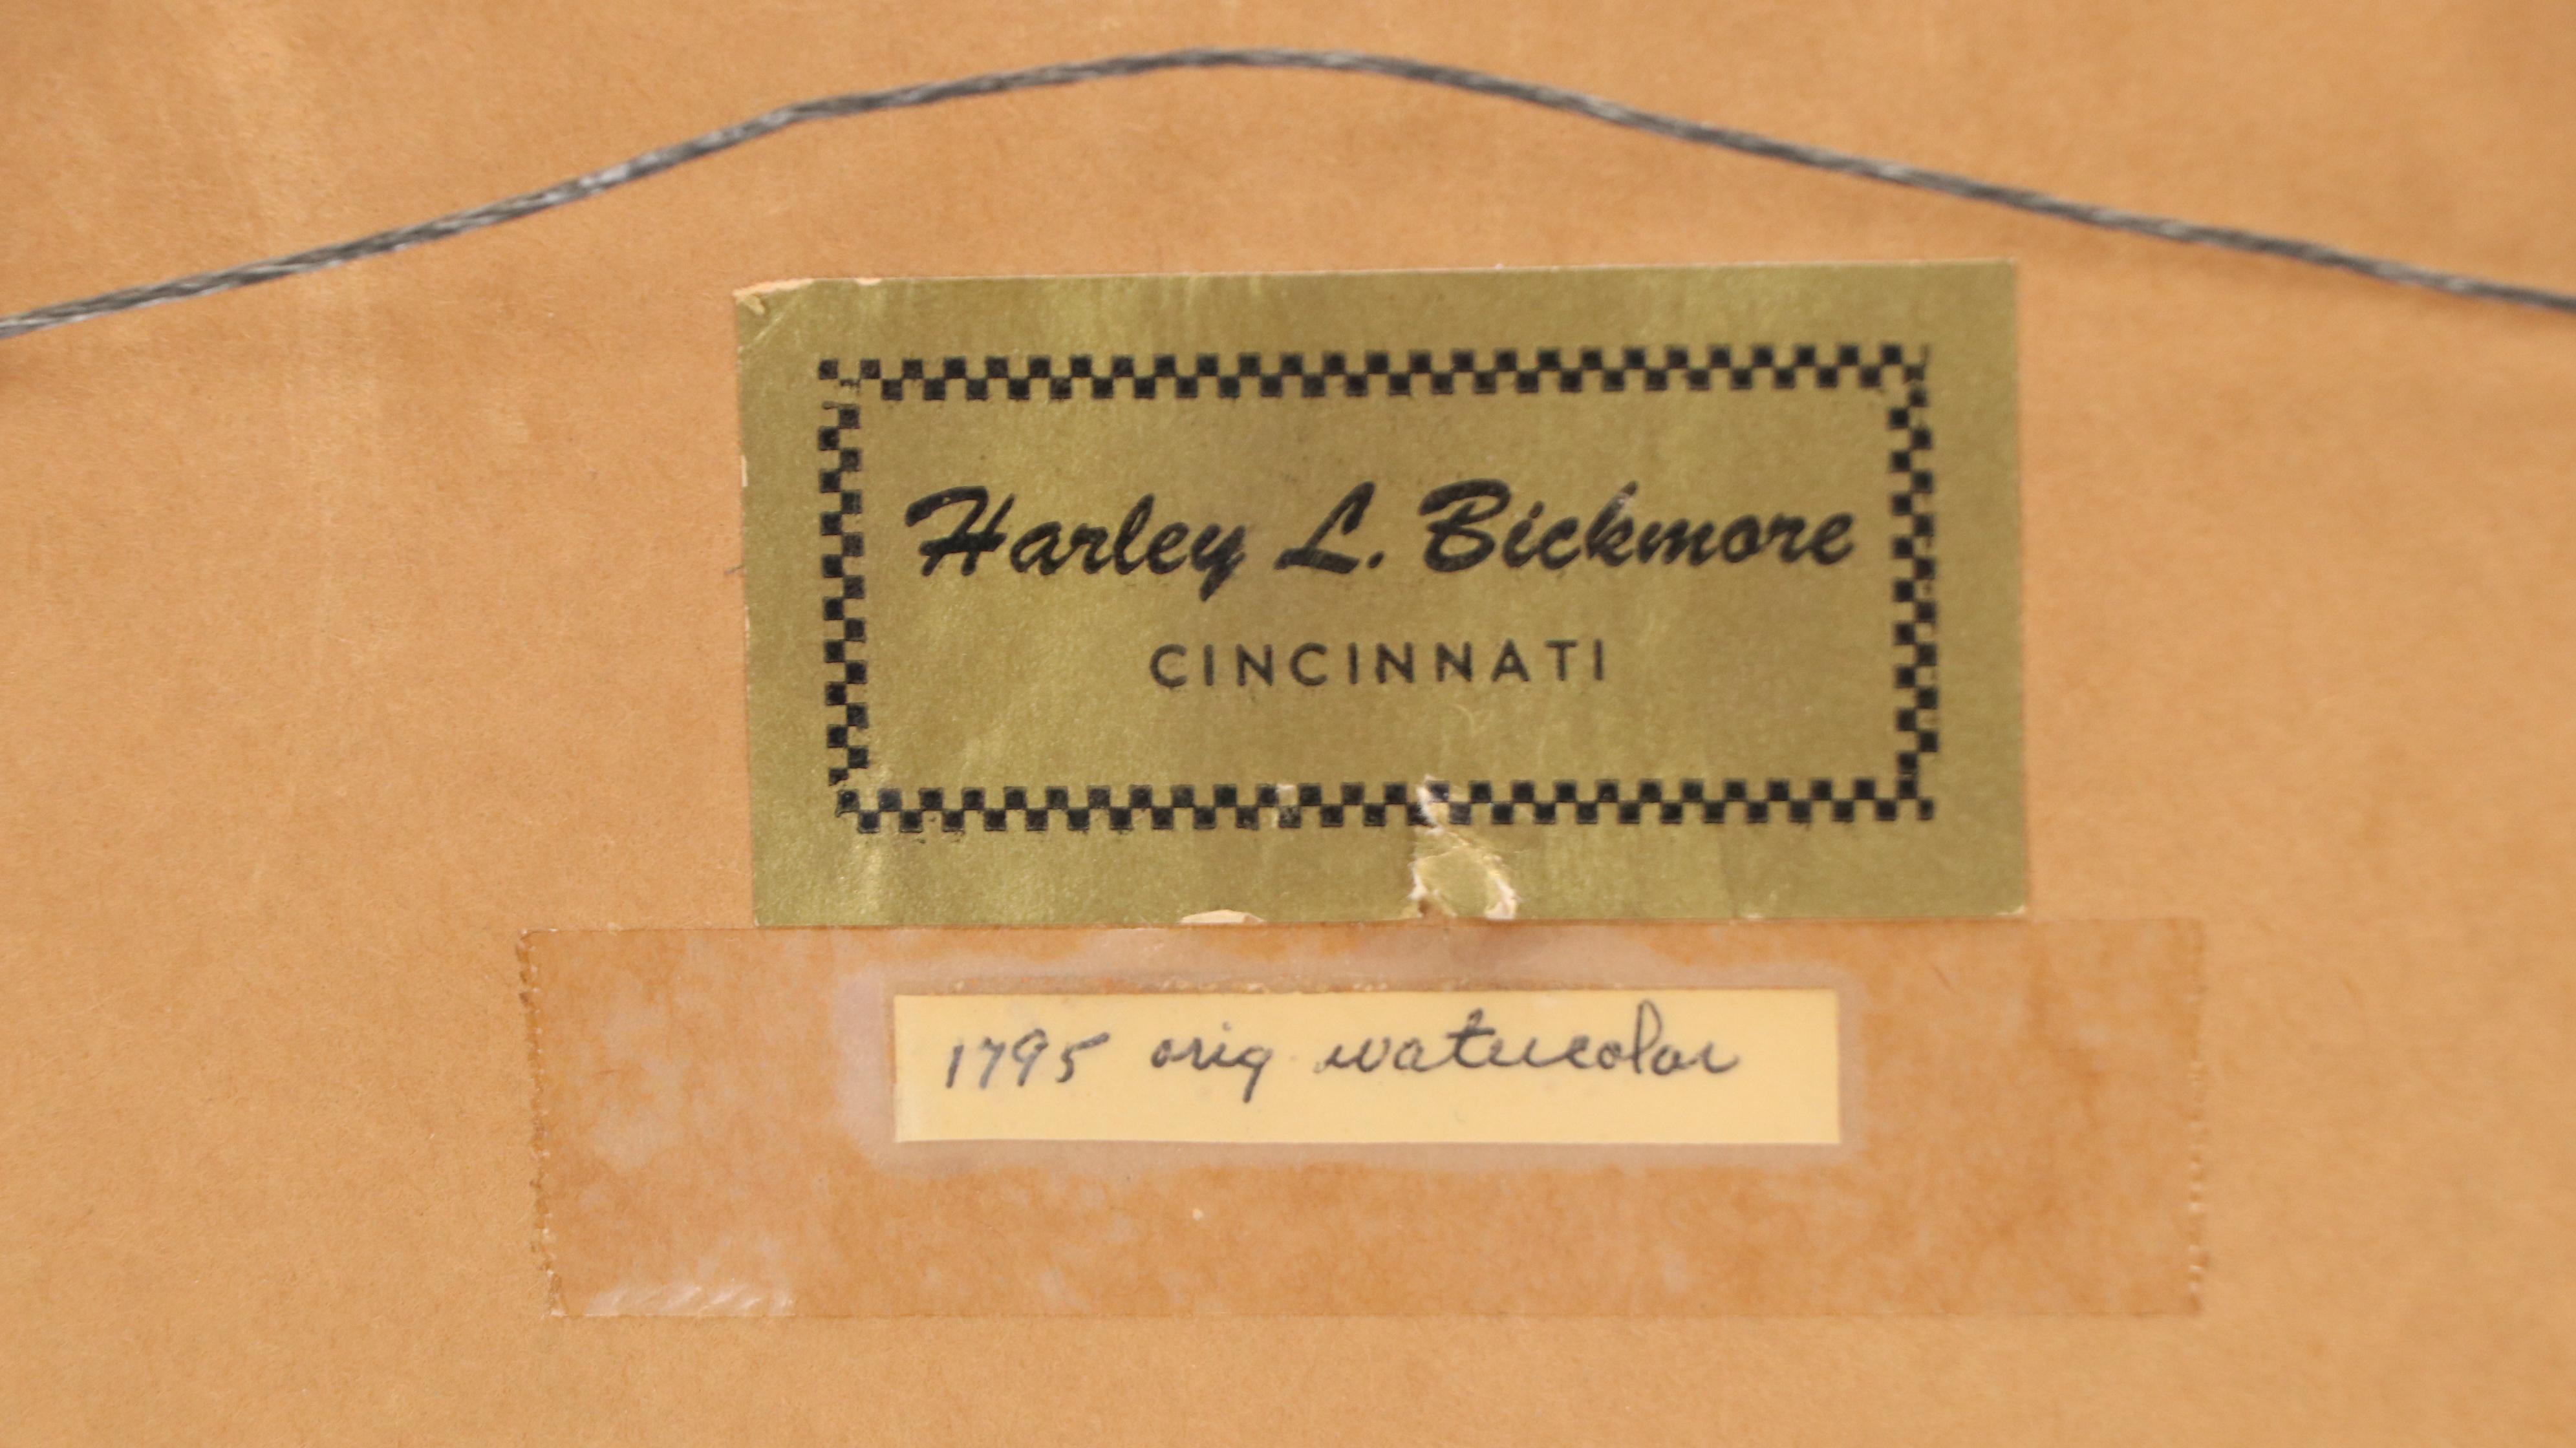 Harley L. Bickmore
CINCINNATI
1795 orig watercolor